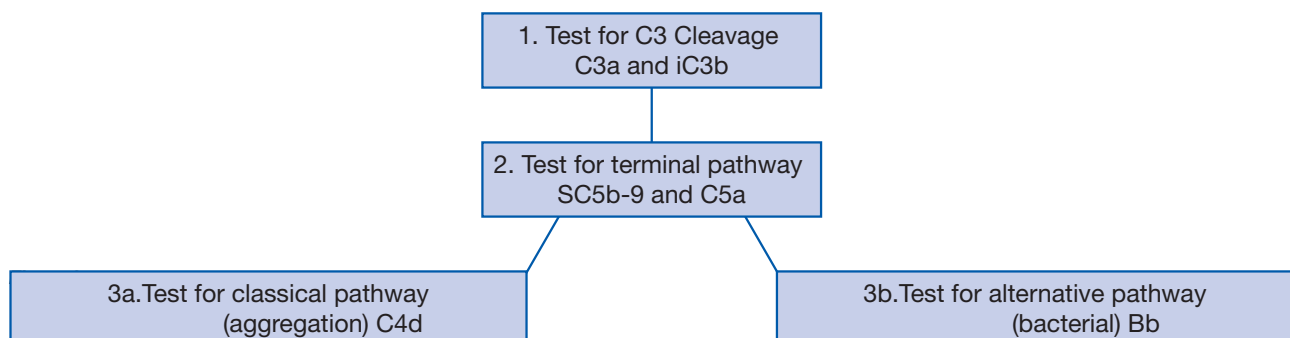 1. Test for C3 Cleavage
C3a and iC3b
2. Test for terminal pathway
SC5b-9 and C5a
3a.Test for classical pathway
(aggregation) C4d
3b.Test for alternative pathway
(bacterial) Bb